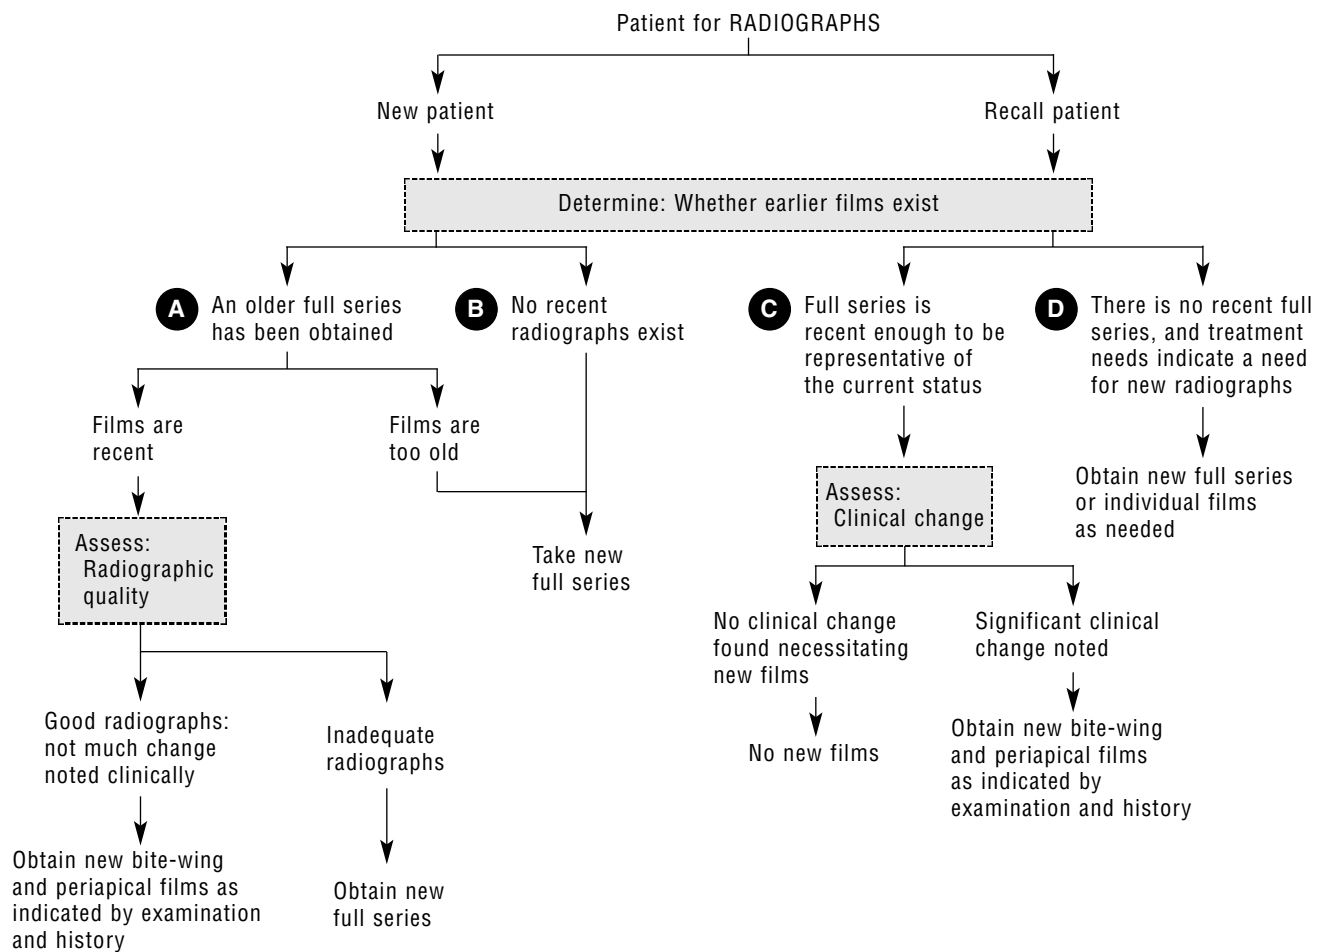 Patient for RADIOGRAPHS
New patient
Recall patient
Determine: Whether earlier films exist
A
An older full series
has been obtained
B
No recent
radiographs exist
C
Full series is
recent enough to be
representative of
the current status
D
There is no recent full
series, and treatment
needs indicate a need
for new radiographs
Films are
recent
Films are
too old
Assess:
Radiographic
quality
Take new
full series
Assess:
Clinical change
Obtain new full series
or individual films
as needed
No clinical change
found necessitating
new films
Significant clinical
change noted
Good radiographs:
not much change
noted clinically
Inadequate
radiographs
No new films
Obtain new bite-wing
and periapical films
as indicated by
examination and history
Obtain new bite-wing
and periapical films as
indicated by examination
and history
Obtain new
full series